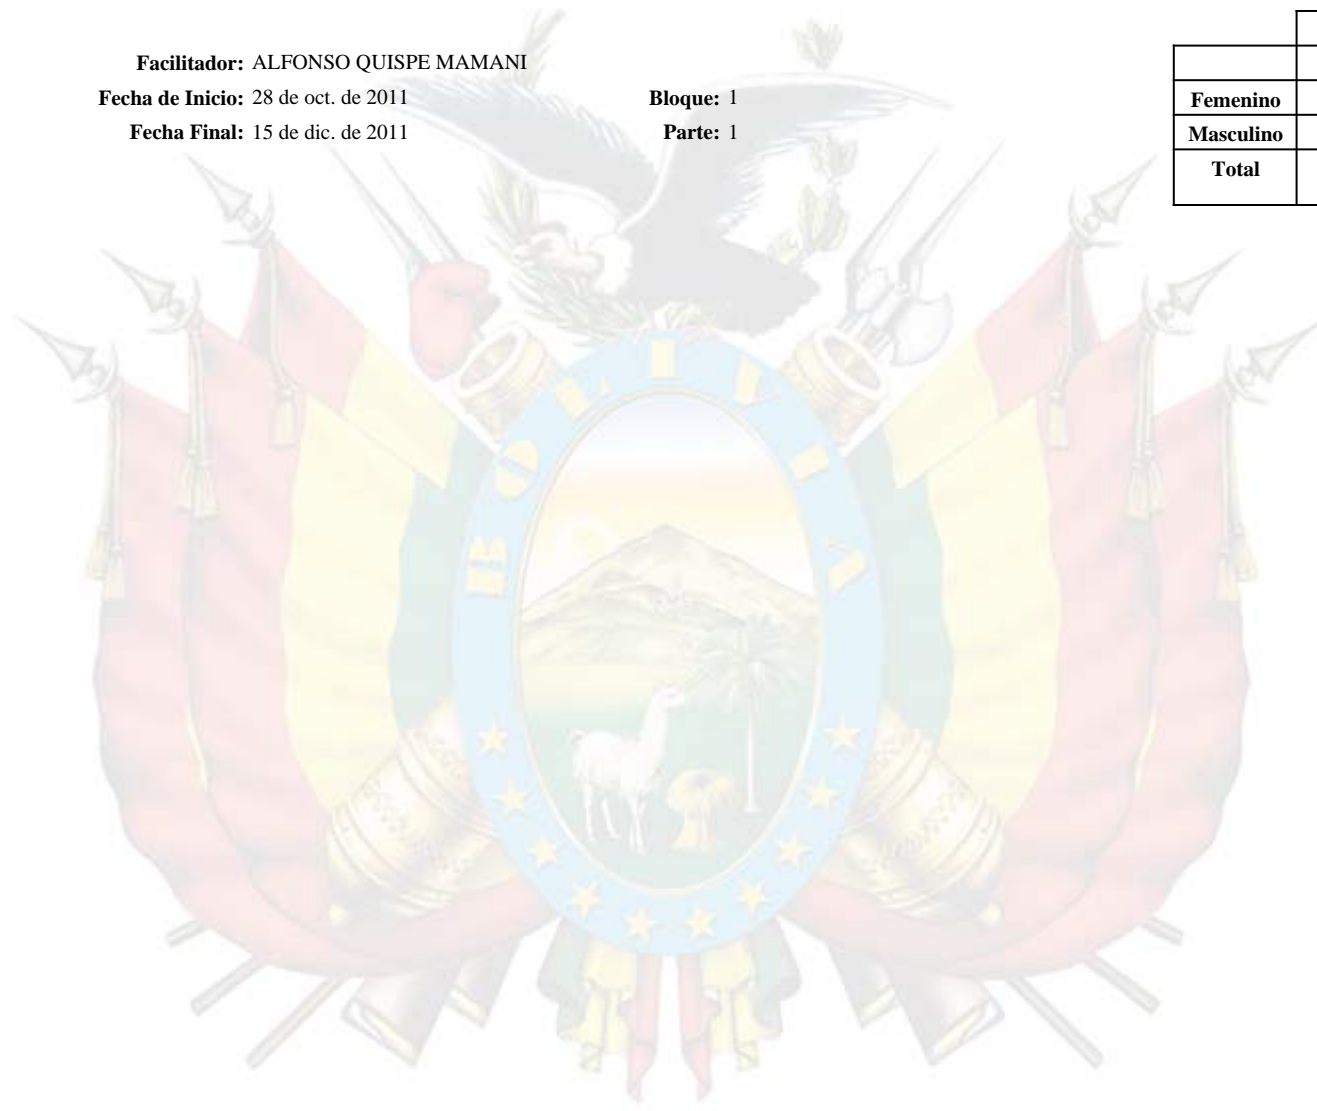 Facilitador: ALFONSO QUISPE MAMANI
Fecha de Inicio: 28 de oct. de 2011 Bloque: 1
Fecha Final: 15 de dic. de 2011 Parte: 1
Femenino
Masculino
Total
BOLIVIA